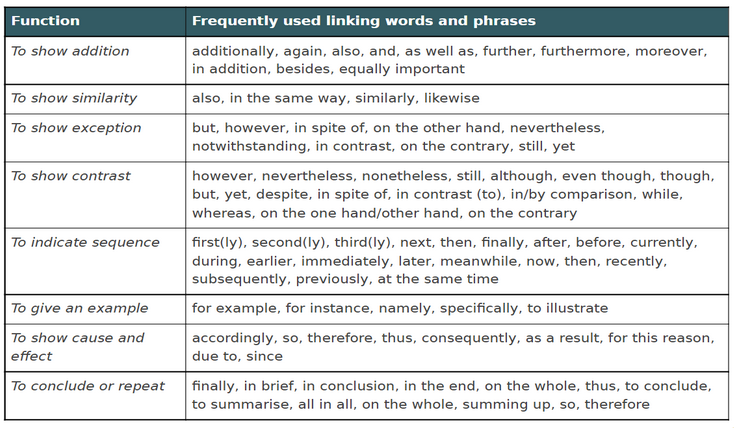 Function Frequently used linking words and phrases
To show addition additionally, again, also, and, as well as, further, furthermore, moreover,
in addition, besides, equally important
To show similarity also, in the same way, similarly, likewise
To show exception but, however, in spite of, on the other hand, nevertheless,
notwithstanding, in contrast, on the contrary, still, yet
To show contrast however, nevertheless, nonetheless, still, although, even though, though,
but, yet, despite, in spite of, in contrast (to), in/by comparison, while,
whereas, on the one hand/other hand, on the contrary
To indicate sequence first(ly), second(ly), third(ly), next, then, finally, after, before, currently,
during, earlier, immediately, later, meanwhile, now, then, recently,
subsequently, previously, at the same time
To give an example for example, for instance, namely, specifically, to illustrate
To show cause and accordingly, so, therefore, thus, consequently, as a result, for this reason,
effect due to, since
To conclude or repeat finally, in brief, in conclusion, in the end, on the whole, thus, to conclude,
to summarise, all in all, on the whole, summing up, so, therefore